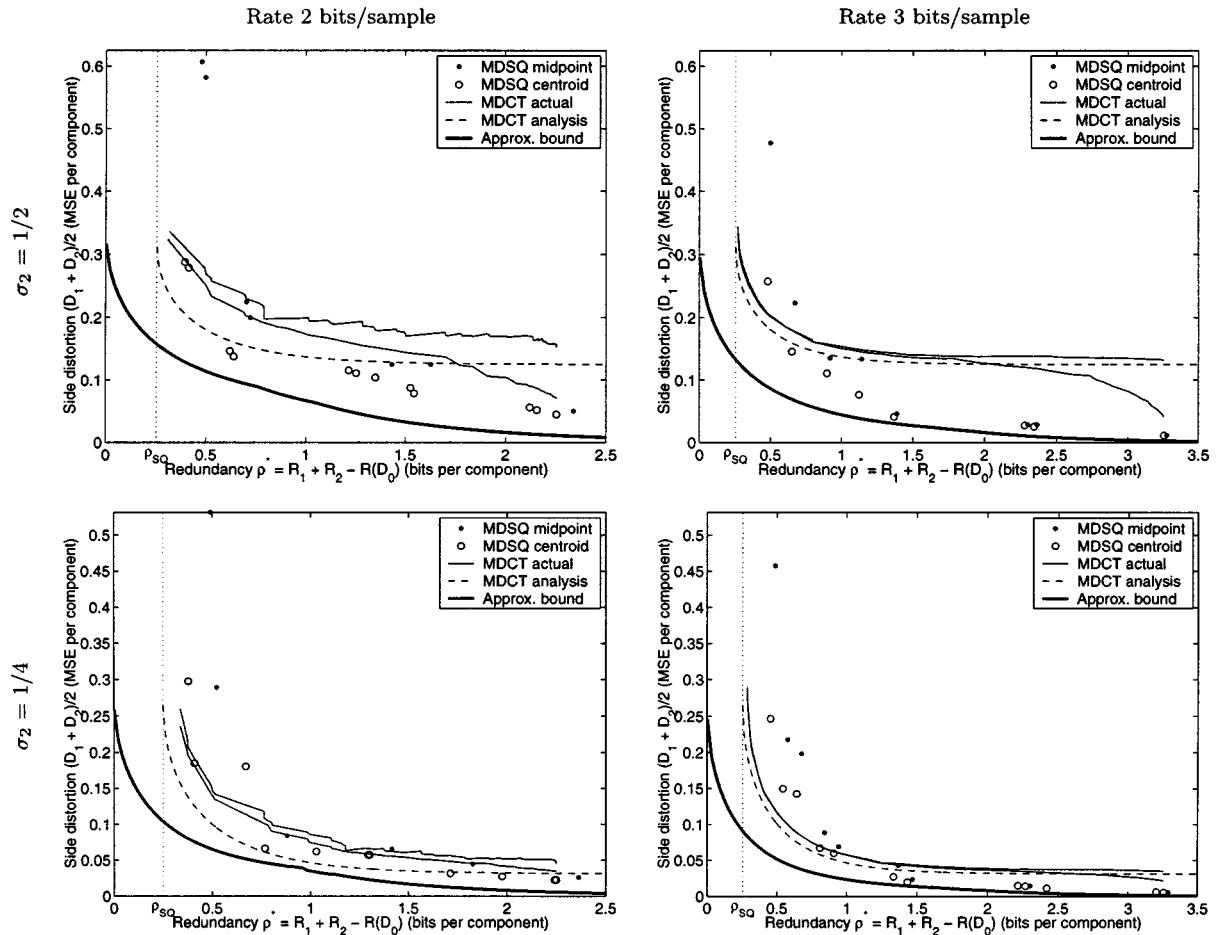 Rate 2 bits/sample
Rate 3 bits/sample
σ₂ = 1/2
Side distortion (D₁ + D₂)/2 (MSE per component)
0.6
0.5
0.4
0.3
0.2
0.1
0
MDSQ midpoint
MDSQ centroid
MDCT actual
MDCT analysis
Approx. bound
0 ρSQ 0.5 1 1.5 2 2.5
Redundancy ρ* = R₁ + R₂ − R(D₀) (bits per component)
Side distortion (D₁ + D₂)/2 (MSE per component)
0.6
0.5
0.4
0.3
0.2
0.1
0
MDSQ midpoint
MDSQ centroid
MDCT actual
MDCT analysis
Approx. bound
0 ρSQ 0.5 1 1.5 2 2.5 3 3.5
Redundancy ρ* = R₁ + R₂ − R(D₀) (bits per component)
σ₂ = 1/4
Side distortion (D₁ + D₂)/2 (MSE per component)
0.5
0.45
0.4
0.35
0.3
0.25
0.2
0.15
0.1
0.05
0
MDSQ midpoint
MDSQ centroid
MDCT actual
MDCT analysis
Approx. bound
0 ρSQ 0.5 1 1.5 2 2.5
Redundancy ρ* = R₁ + R₂ − R(D₀) (bits per component)
Side distortion (D₁ + D₂)/2 (MSE per component)
0.5
0.45
0.4
0.35
0.3
0.25
0.2
0.15
0.1
0.05
0
MDSQ midpoint
MDSQ centroid
MDCT actual
MDCT analysis
Approx. bound
0 ρSQ 0.5 1 1.5 2 2.5 3 3.5
Redundancy ρ* = R₁ + R₂ − R(D₀) (bits per component)